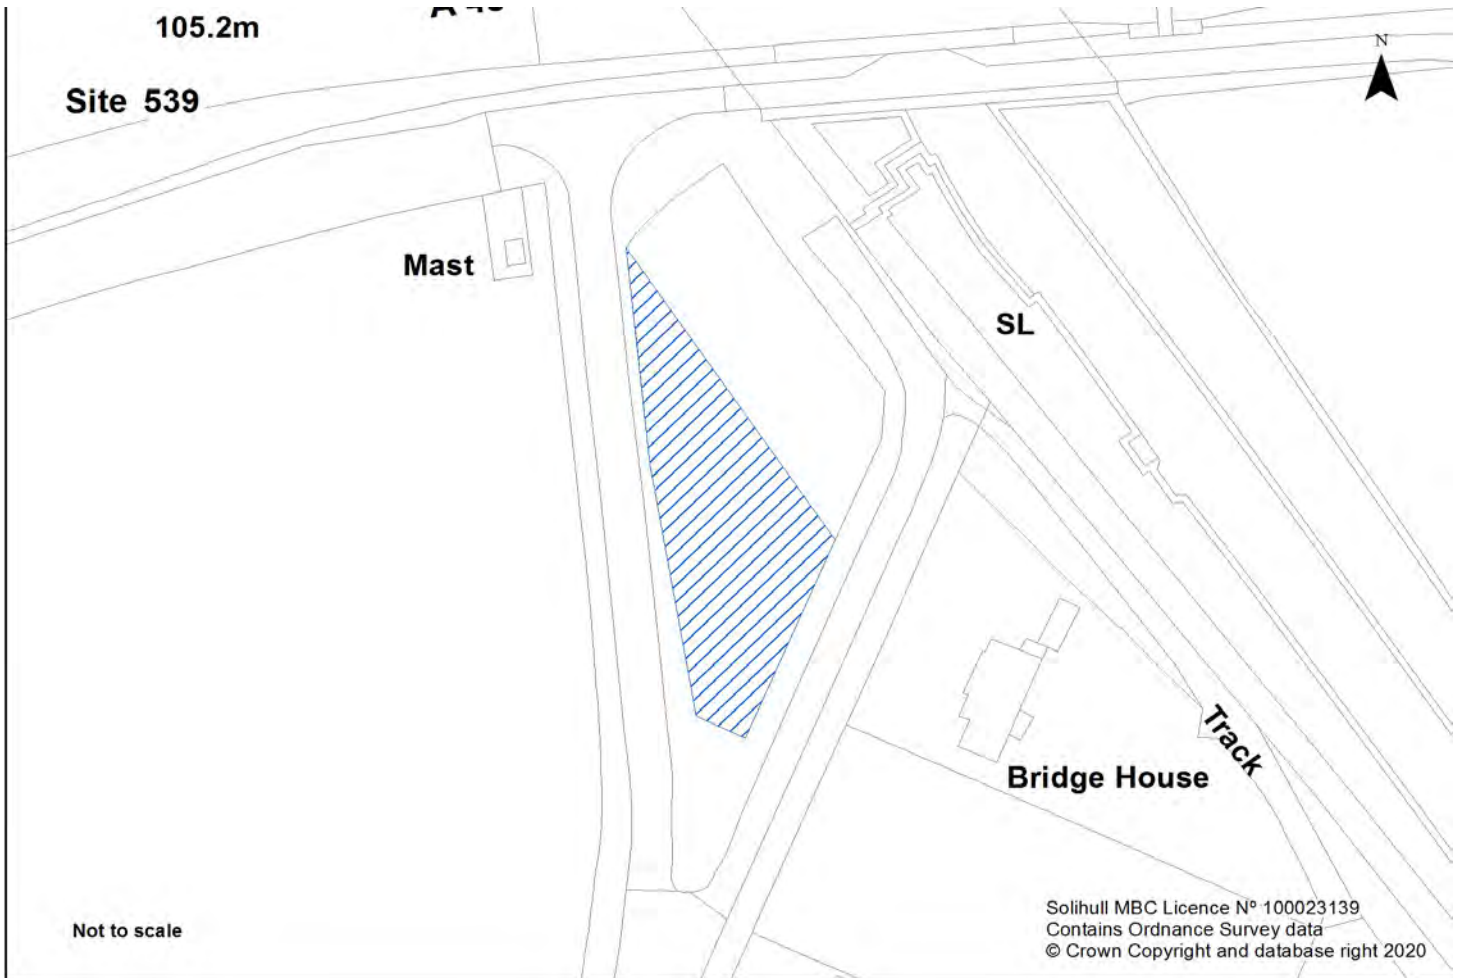 105.2m
Site 539
N
Mast
SL
Track
Bridge House
Not to scale
Solihull MBC Licence Nº 100023139
Contains Ordnance Survey data
© Crown Copyright and database right 2020